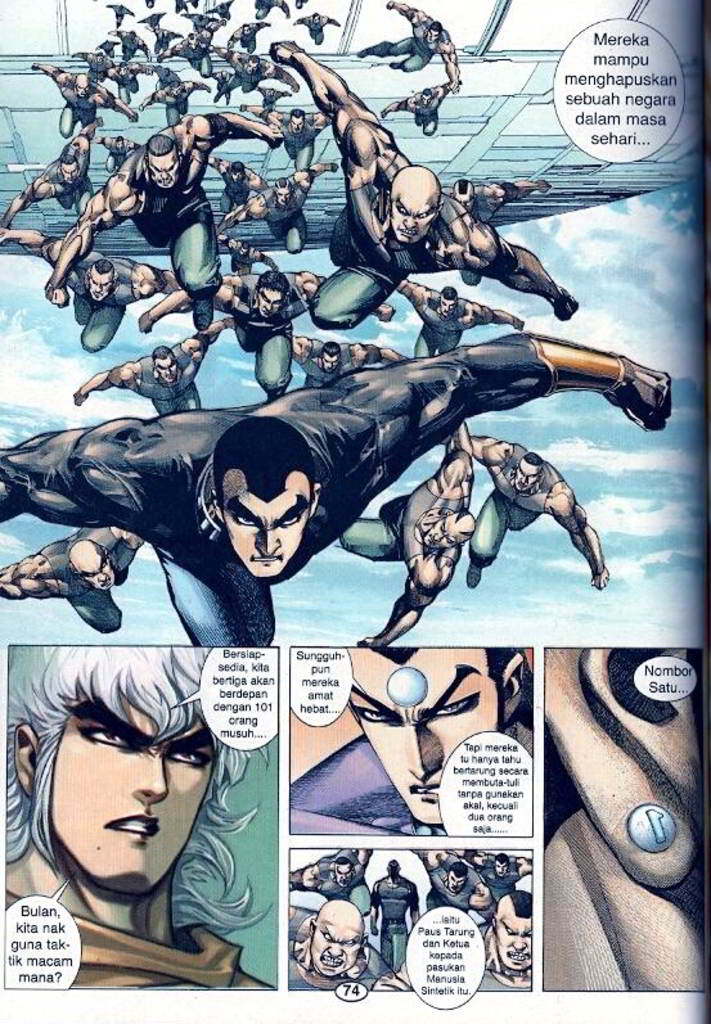 Mereka
mampu
menghapuskan
sebuah negara
dalam masa
sehari...
Bersiap-
sedia, kita
bertiga akan
berdepan
dengan 101
orang
musuh....
Bulan,
kita nak
guna tak-
tik macam
mana?
Sungguh-
pun
mereka
amat
hebat....
Tapi mereka
tu hanya tahu
bertarung secara
membuta-tuli
tanpa gunakan
akal, kecuali
dua orang
saja......
...iaitu
Paus Tarung
dan Ketua
kepada
pasukan
Manusia
Sintetik itu.
Nombor
Satu...
1
74